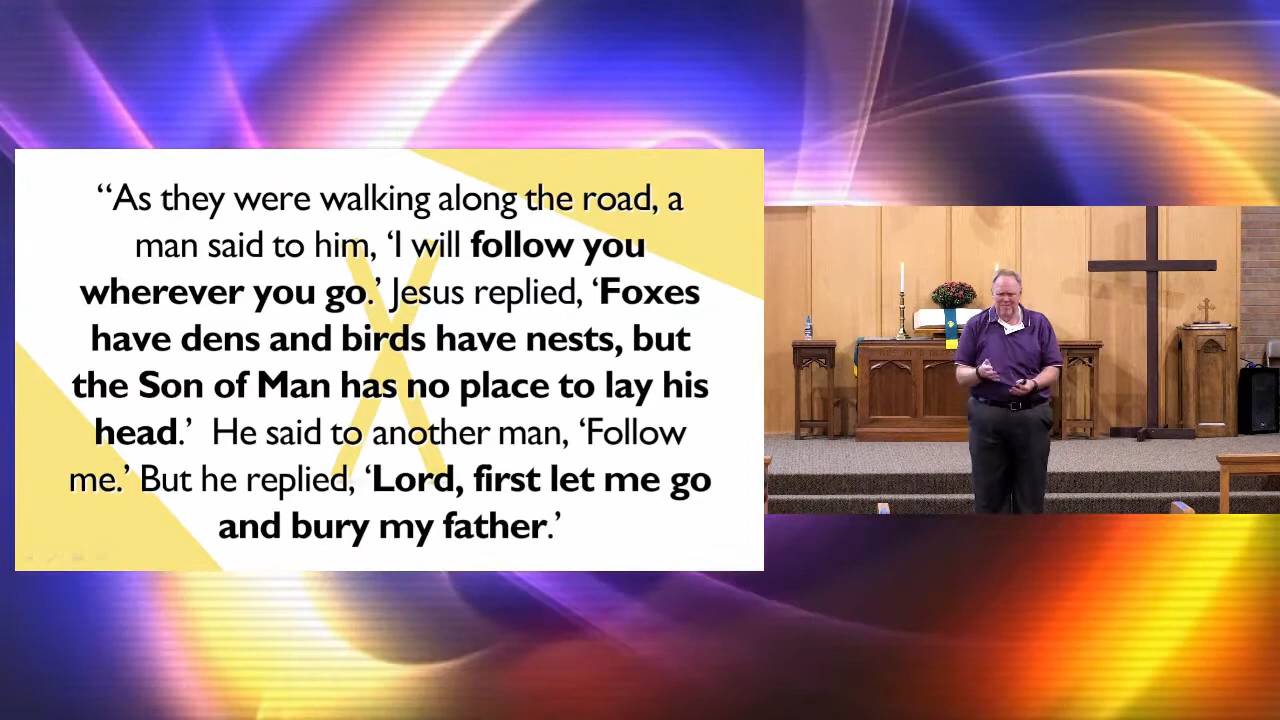 “As they were walking along the road, a
man said to him, ‘I will follow you
wherever you go.’ Jesus replied, ‘Foxes
have dens and birds have nests, but
the Son of Man has no place to lay his
head.’  He said to another man, ‘Follow
me.’ But he replied, ‘Lord, first let me go
and bury my father.’